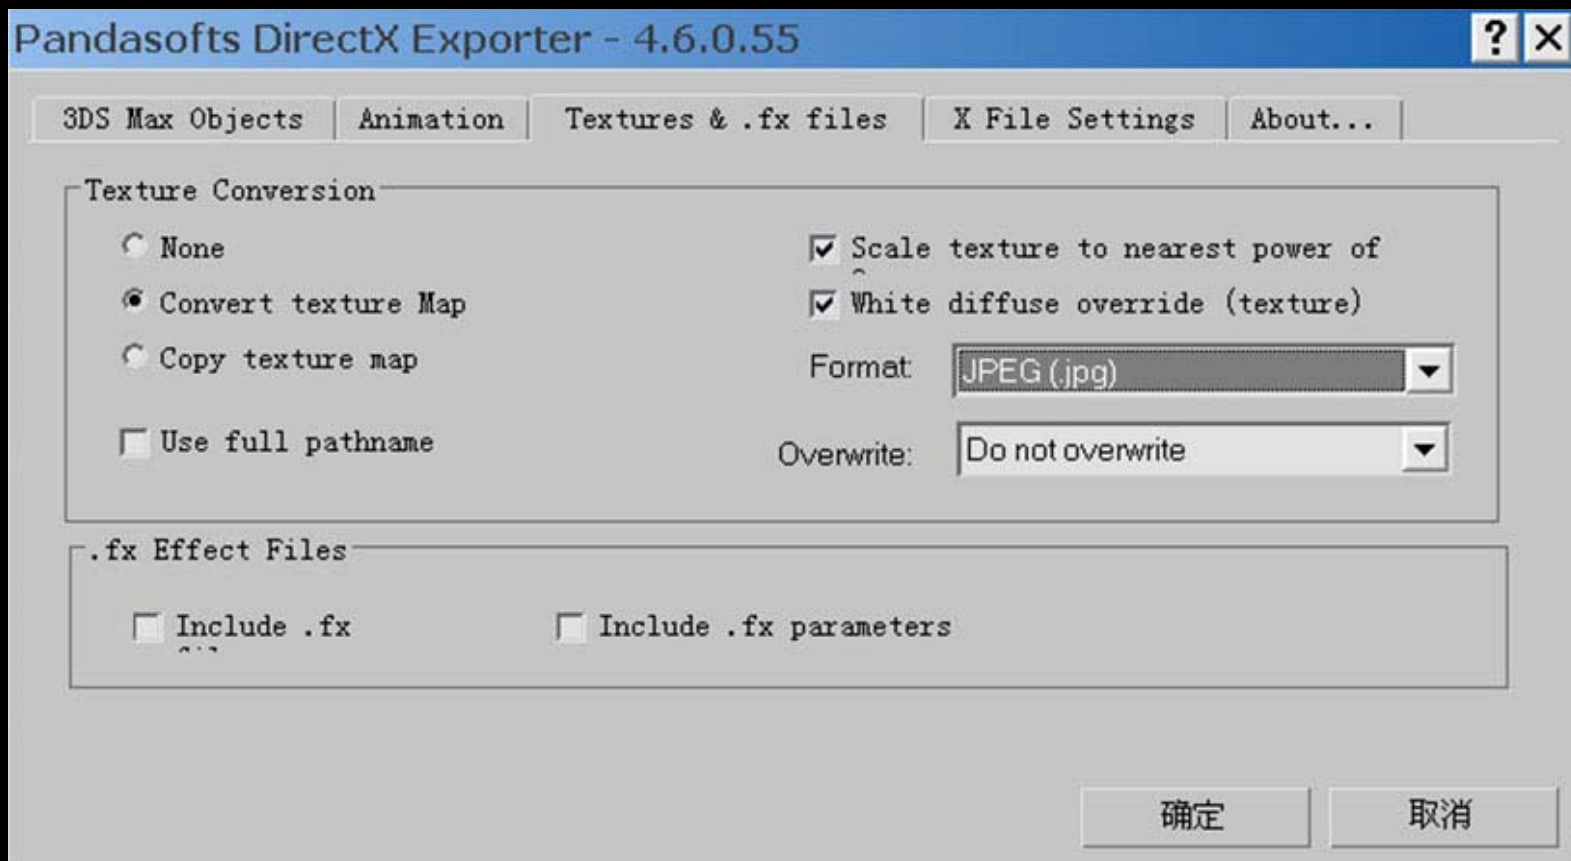 Pandasofts DirectX Exporter - 4.6.0.55
3DS Max Objects Animation Textures & .fx files X File Settings About...
Texture Conversion
None
Scale texture to nearest power of
Convert texture Map
White diffuse override (texture)
Copy texture map
Format: JPEG (.jpg)
Use full pathname
Overwrite: Do not overwrite
.fx Effect Files
Include .fx
Include .fx parameters
确定 取消